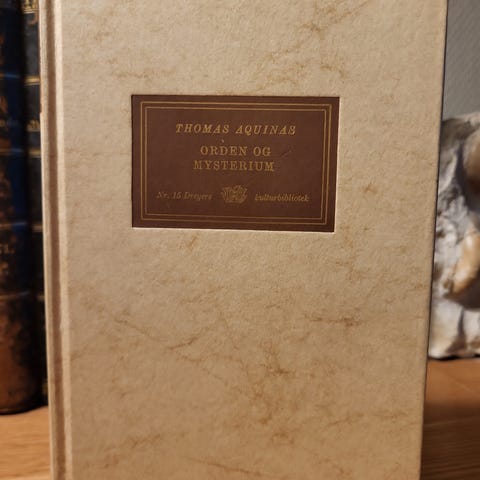 THOMAS AQUINAS
ORDEN OG
MYSTERIUM
Nr. 15 Dreyers kulturbibliotek